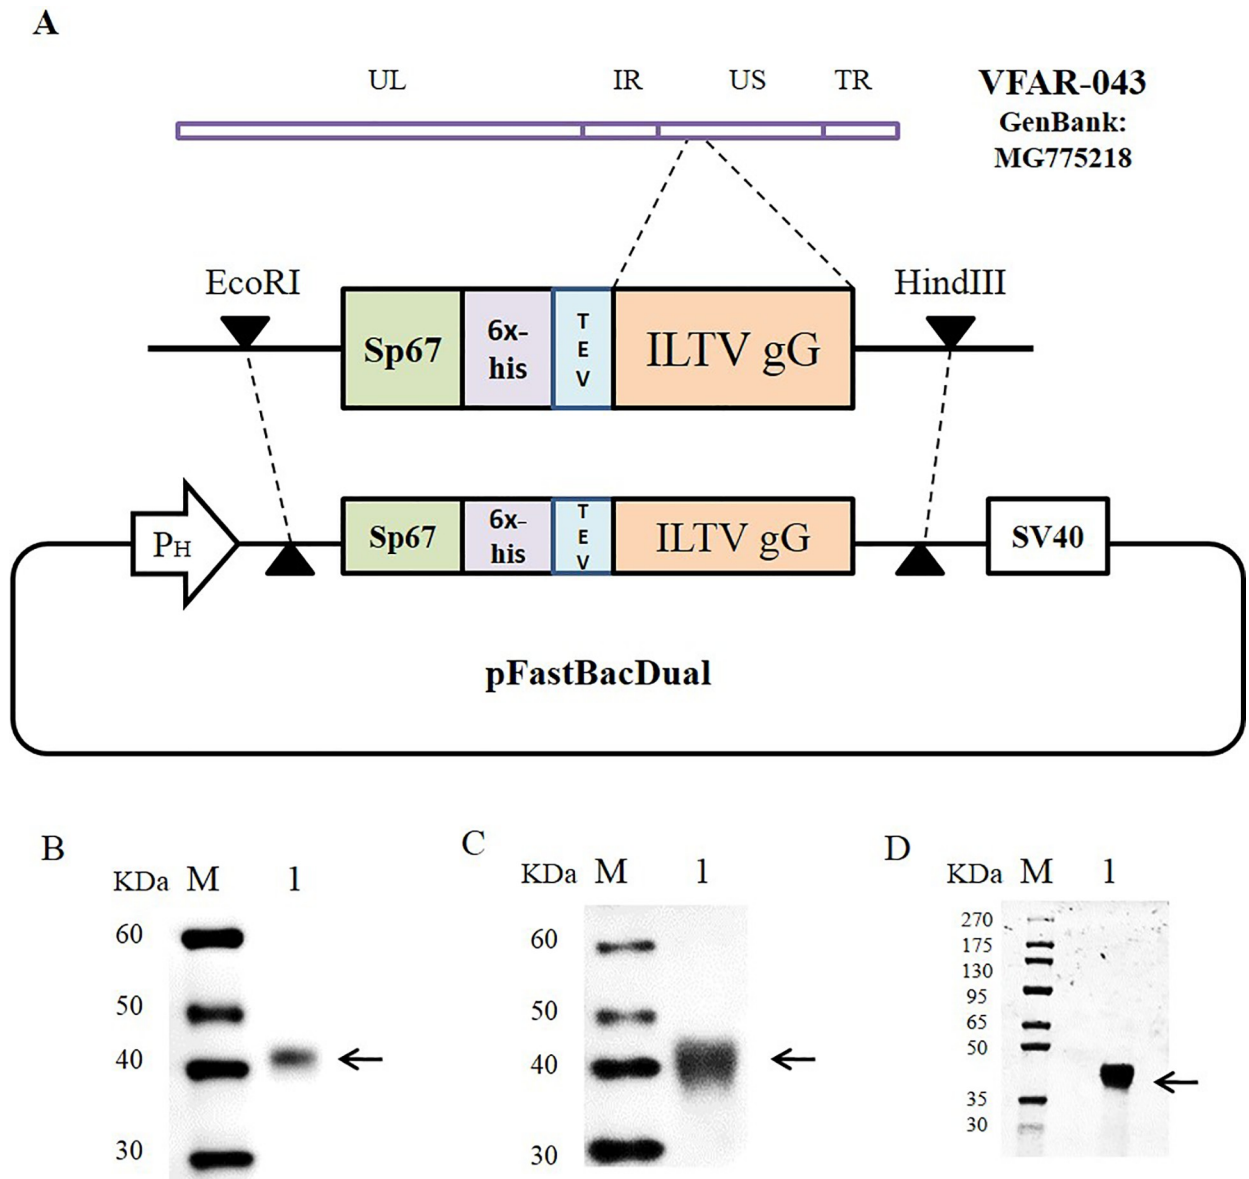 A
UL IR US TR
VFAR-043
GenBank:
MG775218
EcoRI HindIII
Sp67 6x-his TEV ILTV gG
PH Sp67 6x-his TEV ILTV gG SV40
pFastBacDual
B
KDa M 1
60
50
40
30
C
KDa M 1
60
50
40
30
D
KDa M 1
270
175
130
95
65
50
35
30